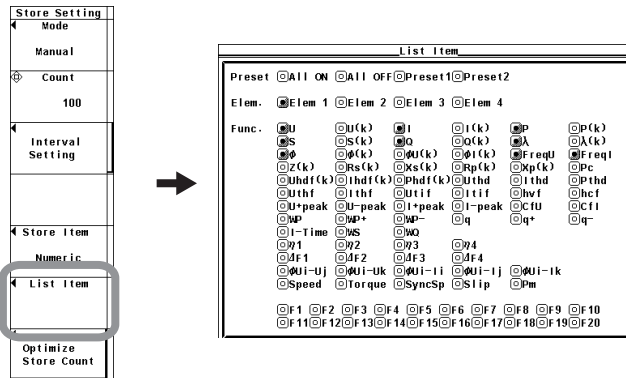 Store Setting
Mode
Manual
Count
100
Interval
Setting
Store Item
Numeric
List Item
Optimize
Store Count
List Item
Preset All ON All OFF Preset1 Preset2
Elem. Elem 1 Elem 2 Elem 3 Elem 4
Func. U U(k) I I(k) P P(k)
S S(k) Q Q(k) λ λ(k)
ϕ ϕ(k) ϕU(k) ϕI(k) FreqU FreqI
Z(k) Rs(k) Xs(k) Rp(k) Xp(k) Pc
Uhdf(k) Ihdf(k) Phdf(k) Uthd Ithd Pthd
Uthf Ithf Utif Itif hvf hcf
U+peak U-peak I+peak I-peak CfU CfI
WP WP+ WP- q q+ q-
I-Time WS WQ
η1 η2 η3 η4
ΔF1 ΔF2 ΔF3 ΔF4
ϕUi-Uj ϕUi-Uk ϕUi-Ii ϕUi-Ij ϕUi-Ik
Speed Torque SyncSp Slip Pm
F1 F2 F3 F4 F5 F6 F7 F8 F9 F10
F11 F12 F13 F14 F15 F16 F17 F18 F19 F20